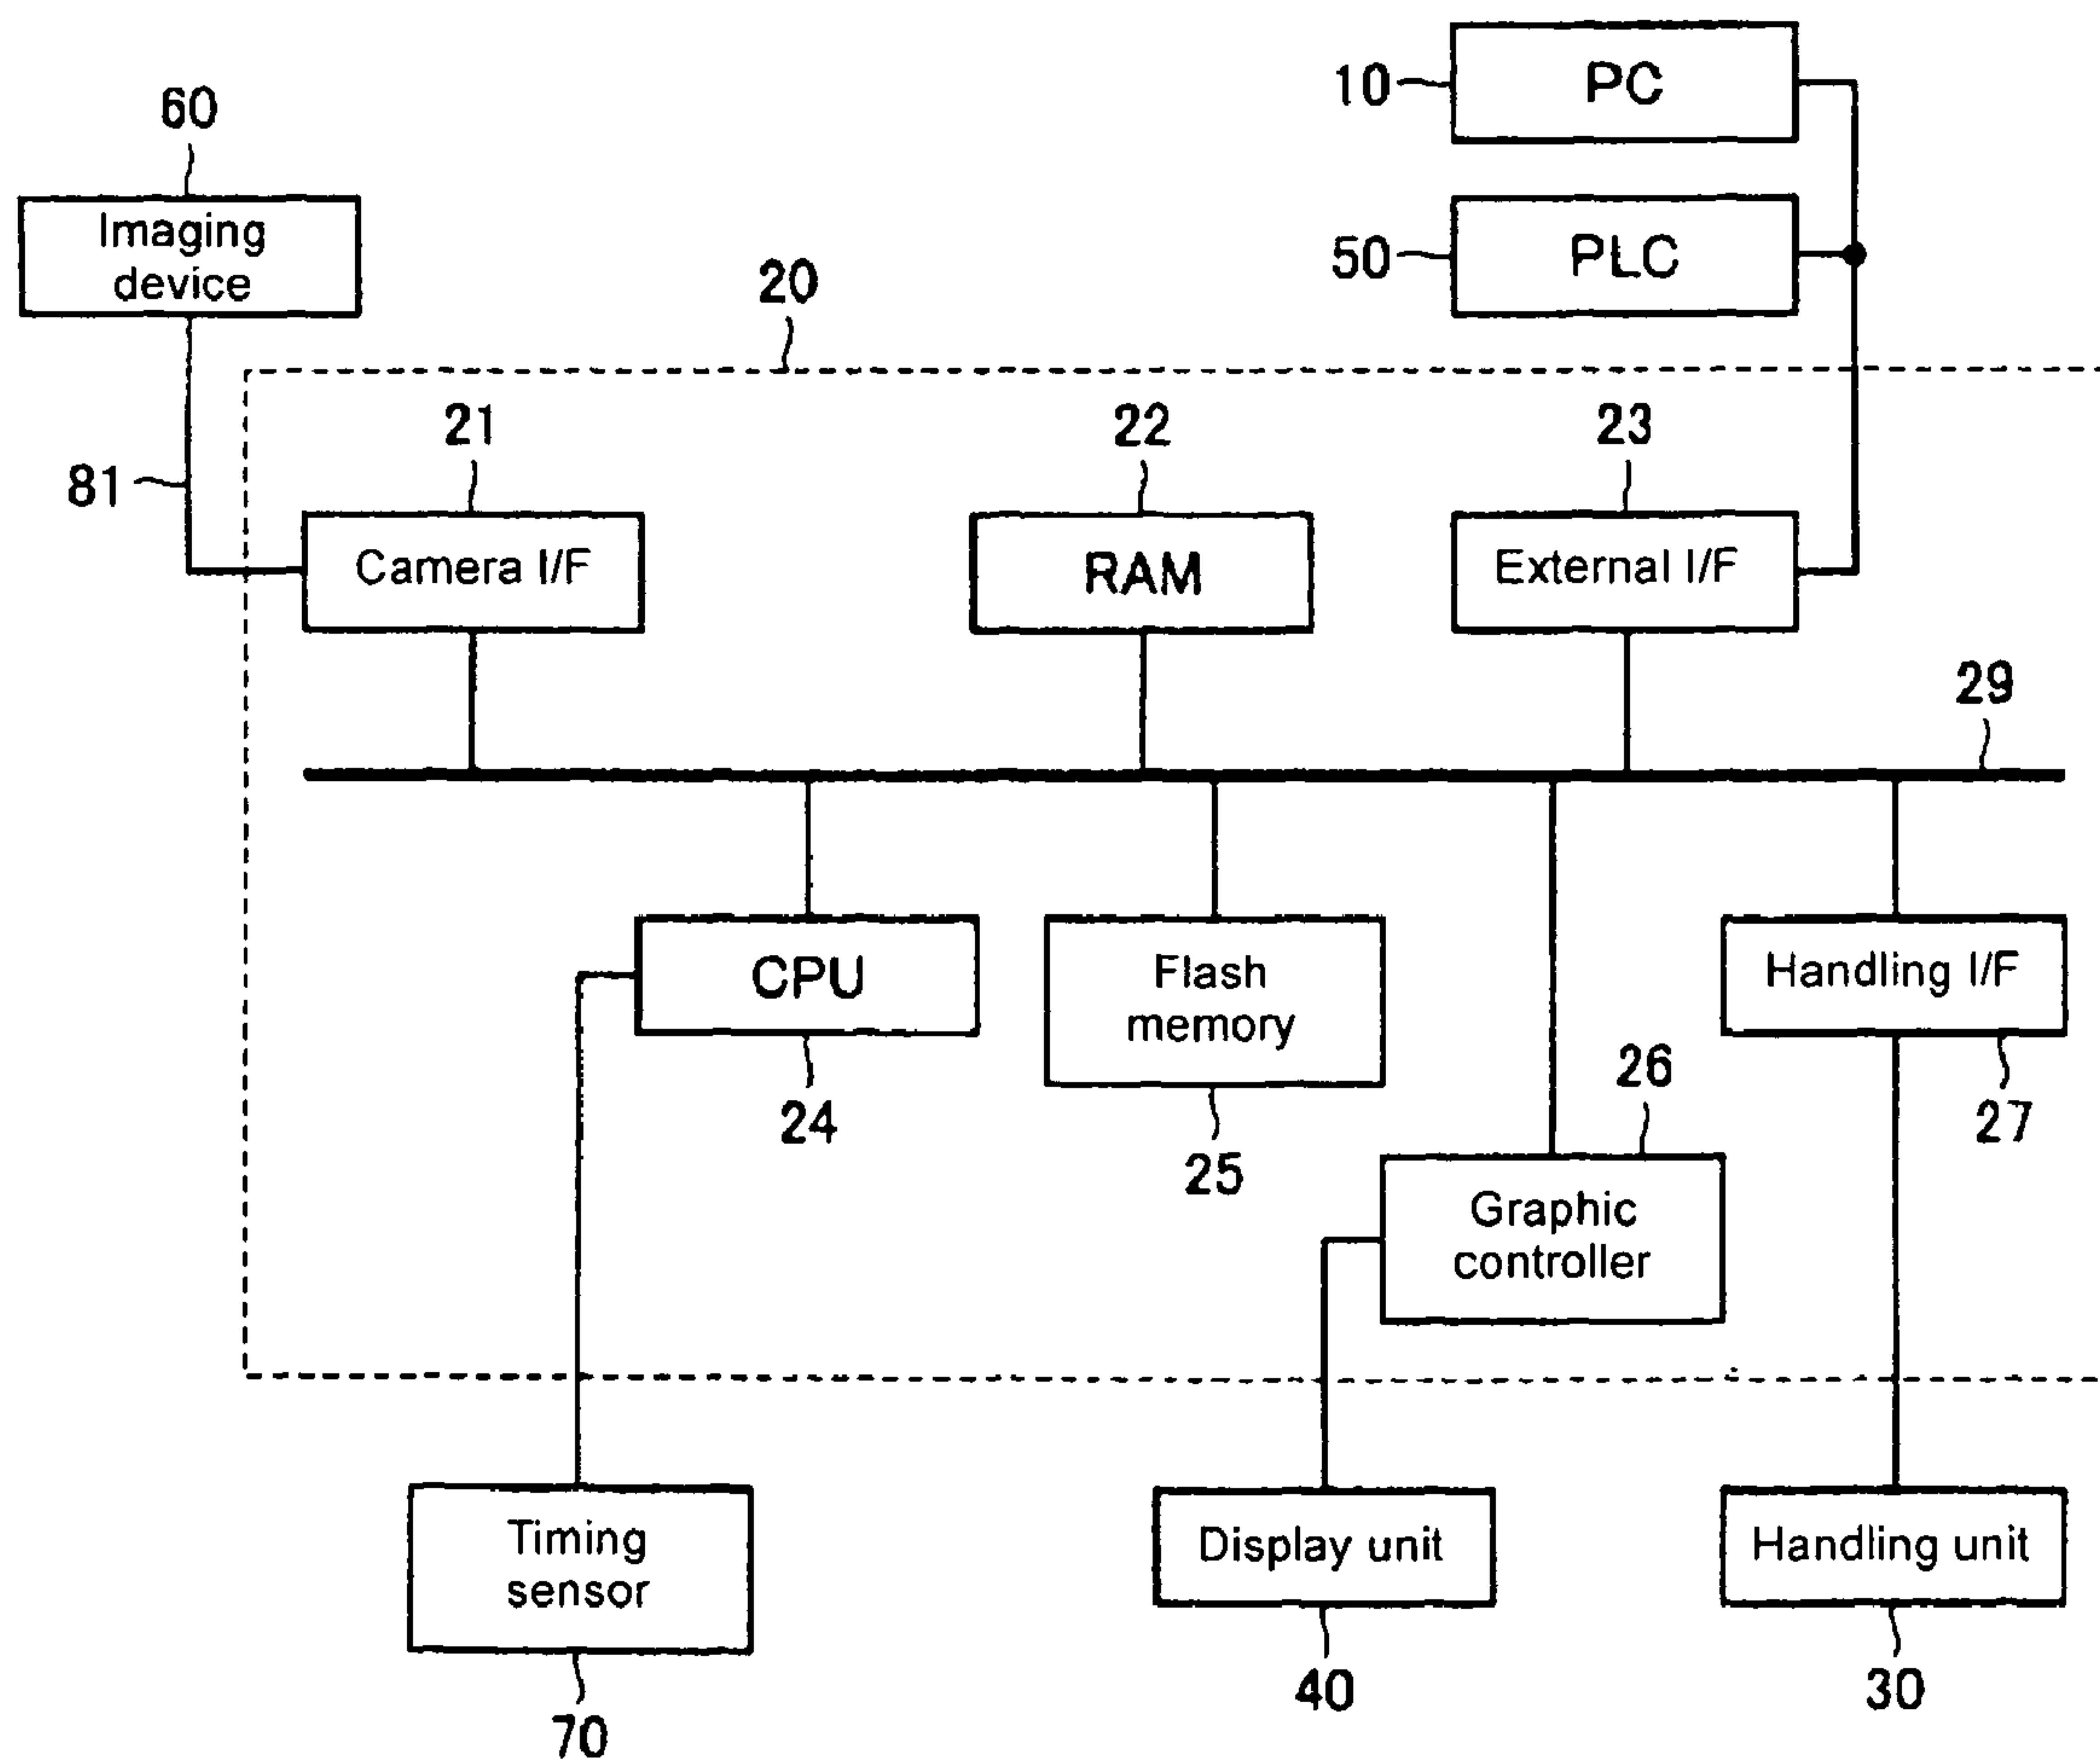 10
PC
60
Imaging
device
50
PLC
20
21
22
23
81
Camera I/F
RAM
External I/F
29
CPU
Flash
memory
Handling I/F
24
25
26
27
Graphic
controller
Timing
sensor
Display unit
Handling unit
70
40
30